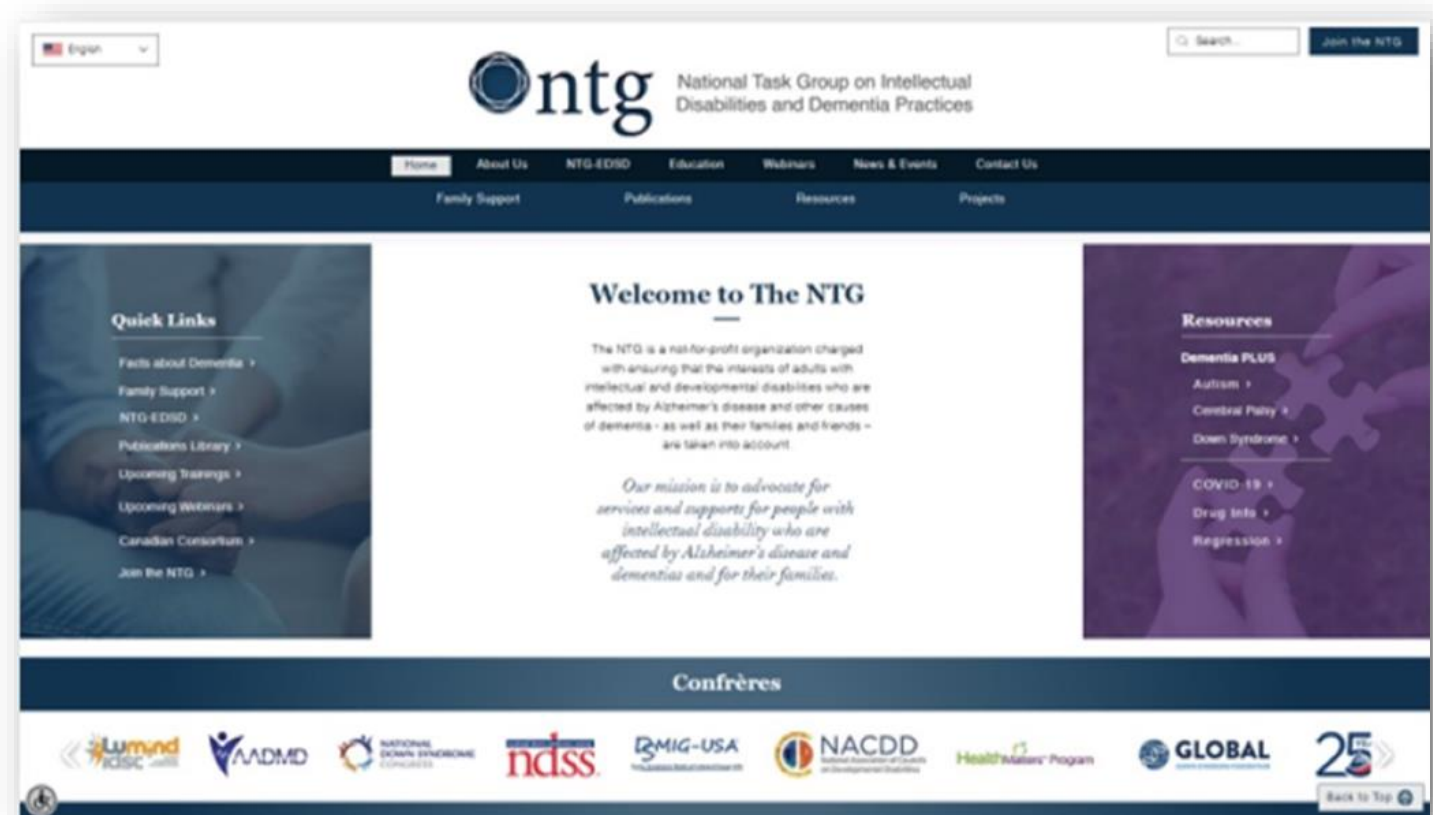 English
Search...
Join the NTG
ntg
National Task Group on Intellectual
Disabilities and Dementia Practices
Home About Us NTG-EDSD Education Webinars News & Events Contact Us
Family Support Publications Resources Projects
Quick Links
Facts about Dementia >
Family Support >
NTG-EDSD >
Publications Library >
Upcoming Trainings >
Upcoming Webinars >
Canadian Consortium >
Join the NTG >
Welcome to The NTG
The NTG is a not-for-profit organization charged
with ensuring that the interests of adults with
intellectual and developmental disabilities who are
affected by Alzheimer's disease and other causes
of dementia - as well as their families and friends –
are taken into account
Our mission is to advocate for
services and supports for people with
intellectual disability who are
affected by Alzheimer's disease and
dementias and for their families.
Resources
Dementia PLUS
Autism >
Cerebral Palsy >
Down Syndrome >
COVID-19 >
Drug Info >
Regression >
Confrères
Lumind
idsc
AADMD
NATIONAL
DOWN SYNDROME
CONGRESS
ndss
DSMIG-USA
NACDD
National Association of Councils
on Developmental Disabilities
HealthMatters Program
GLOBAL
DOWN SYNDROME FOUNDATION
25
Back to Top